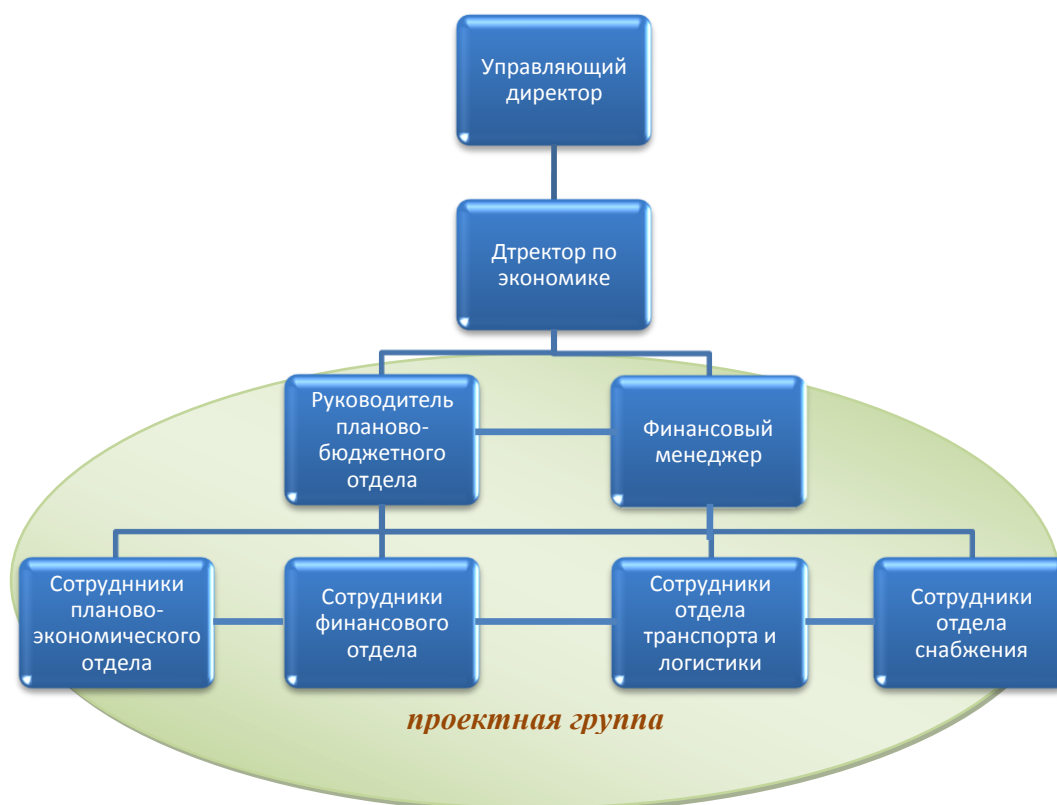 Управляющий
директор
Дтректор по
экономике
Руководитель
планово-
бюджетного
отдела
Финансовый
менеджер
Сотруднники
планово-
экономического
отдела
Сотрудники
финансового
отдела
Сотрудники
отдела
транспорта и
логистики
Сотрудники
отдела
снабжения
проектная группа